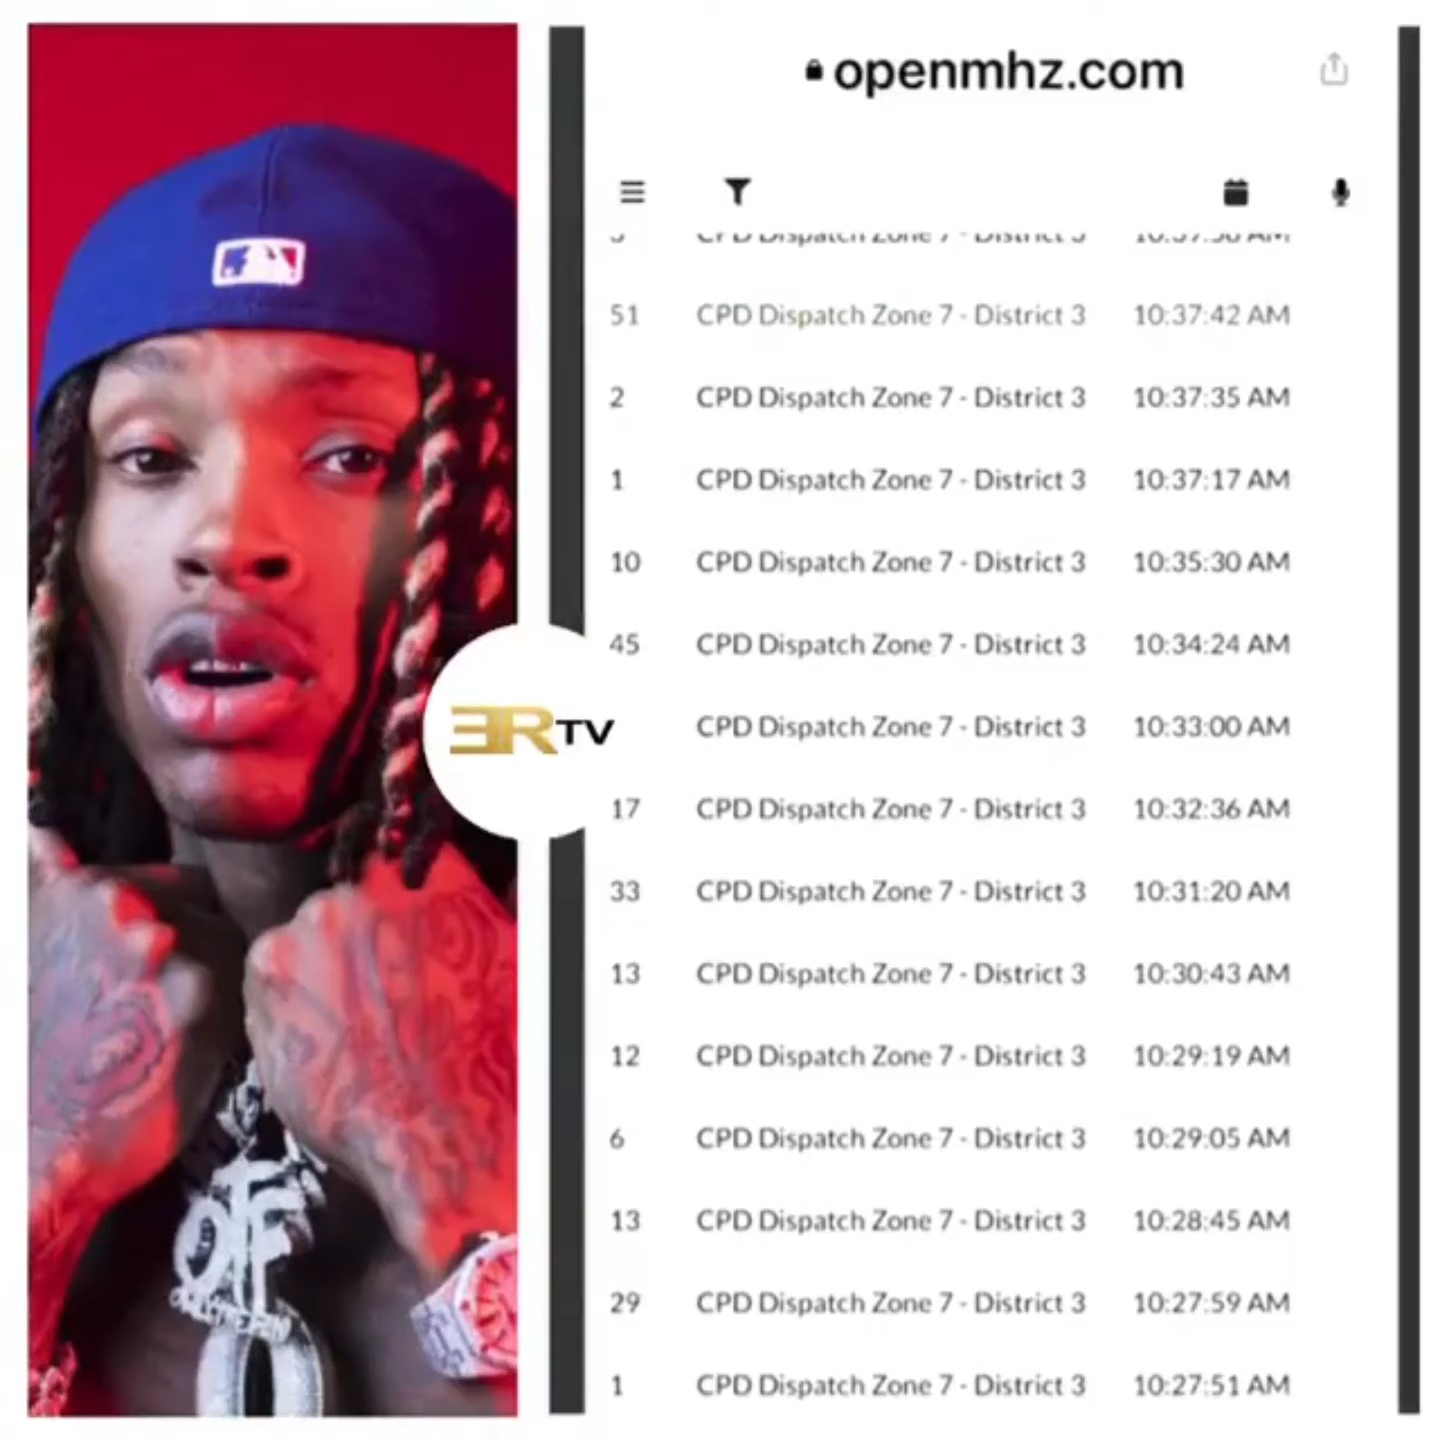 openmhz.com
CPD Dispatch Zone 7 - District 3
51 CPD Dispatch Zone 7 - District 3 10:37:42 AM
2 CPD Dispatch Zone 7 - District 3 10:37:35 AM
1 CPD Dispatch Zone 7 - District 3 10:37:17 AM
10 CPD Dispatch Zone 7 - District 3 10:35:30 AM
45 CPD Dispatch Zone 7 - District 3 10:34:24 AM
CPD Dispatch Zone 7 - District 3 10:33:00 AM
17 CPD Dispatch Zone 7 - District 3 10:32:36 AM
33 CPD Dispatch Zone 7 - District 3 10:31:20 AM
13 CPD Dispatch Zone 7 - District 3 10:30:43 AM
12 CPD Dispatch Zone 7 - District 3 10:29:19 AM
6 CPD Dispatch Zone 7 - District 3 10:29:05 AM
13 CPD Dispatch Zone 7 - District 3 10:28:45 AM
29 CPD Dispatch Zone 7 - District 3 10:27:59 AM
1 CPD Dispatch Zone 7 - District 3 10:27:51 AM
TV
OTF